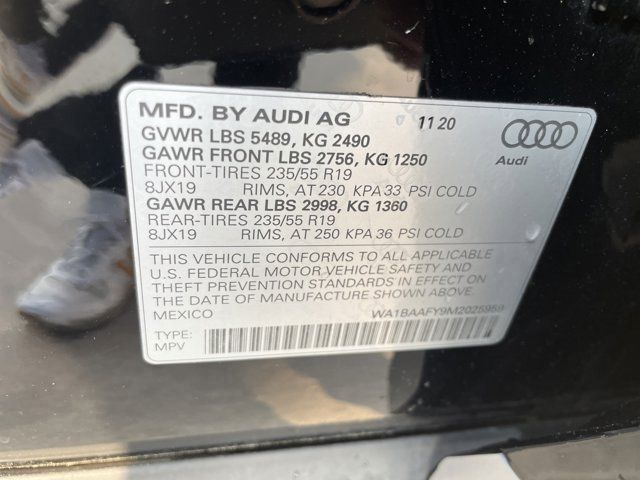 MFD. BY AUDI AG 11 20
GVWR LBS 5489, KG 2490
GAWR FRONT LBS 2756, KG 1250
FRONT-TIRES 235/55 R19
8JX19 RIMS, AT 230 KPA 33 PSI COLD
GAWR REAR LBS 2998, KG 1360
REAR-TIRES 235/55 R19
8JX19 RIMS, AT 250 KPA 36 PSI COLD
Audi
THIS VEHICLE CONFORMS TO ALL APPLICABLE
U.S. FEDERAL MOTOR VEHICLE SAFETY AND
THEFT PREVENTION STANDARDS IN EFFECT ON
THE DATE OF MANUFACTURE SHOWN ABOVE.
MEXICO WA1BAAFY9M2025959
TYPE:
MPV